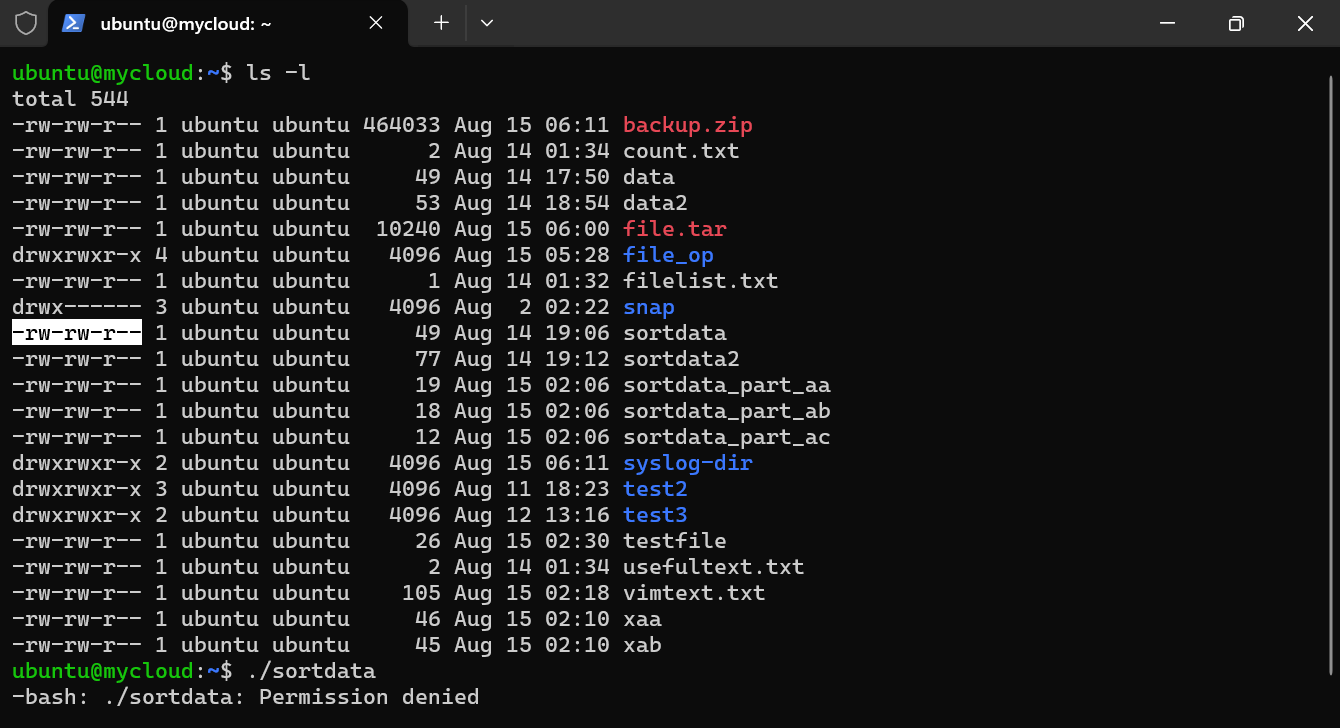 ubuntu@mycloud: ~
ubuntu@mycloud:~$ ls -l
total 544
-rw-rw-r-- 1 ubuntu ubuntu 464033 Aug 15 06:11 backup.zip
-rw-rw-r-- 1 ubuntu ubuntu      2 Aug 14 01:34 count.txt
-rw-rw-r-- 1 ubuntu ubuntu     49 Aug 14 17:50 data
-rw-rw-r-- 1 ubuntu ubuntu     53 Aug 14 18:54 data2
-rw-rw-r-- 1 ubuntu ubuntu  10240 Aug 15 06:00 file.tar
drwxrwxr-x 4 ubuntu ubuntu   4096 Aug 15 05:28 file_op
-rw-rw-r-- 1 ubuntu ubuntu      1 Aug 14 01:32 filelist.txt
drwx------ 3 ubuntu ubuntu   4096 Aug  2 02:22 snap
-rw-rw-r-- 1 ubuntu ubuntu     49 Aug 14 19:06 sortdata
-rw-rw-r-- 1 ubuntu ubuntu     77 Aug 14 19:12 sortdata2
-rw-rw-r-- 1 ubuntu ubuntu     19 Aug 15 02:06 sortdata_part_aa
-rw-rw-r-- 1 ubuntu ubuntu     18 Aug 15 02:06 sortdata_part_ab
-rw-rw-r-- 1 ubuntu ubuntu     12 Aug 15 02:06 sortdata_part_ac
drwxrwxr-x 2 ubuntu ubuntu   4096 Aug 15 06:11 syslog-dir
drwxrwxr-x 3 ubuntu ubuntu   4096 Aug 11 18:23 test2
drwxrwxr-x 2 ubuntu ubuntu   4096 Aug 12 13:16 test3
-rw-rw-r-- 1 ubuntu ubuntu     26 Aug 15 02:30 testfile
-rw-rw-r-- 1 ubuntu ubuntu      2 Aug 14 01:34 usefultext.txt
-rw-rw-r-- 1 ubuntu ubuntu    105 Aug 15 02:18 vimtext.txt
-rw-rw-r-- 1 ubuntu ubuntu     46 Aug 15 02:10 xaa
-rw-rw-r-- 1 ubuntu ubuntu     45 Aug 15 02:10 xab
ubuntu@mycloud:~$ ./sortdata
-bash: ./sortdata: Permission denied